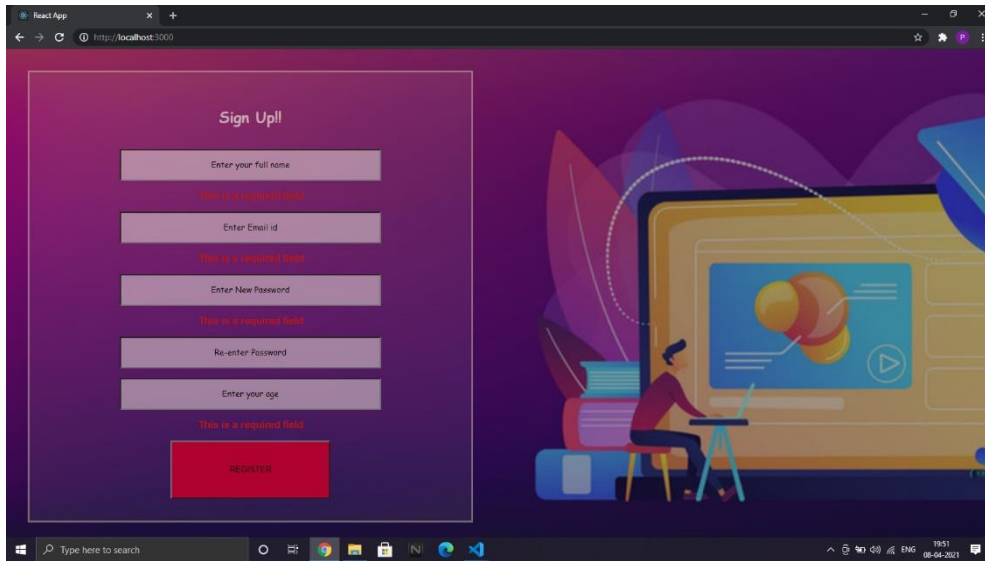 React App
http://localhost:3000
P
Sign Up!!
Enter your full name
This is a required field
Enter Email id
This is a required field
Enter New Password
This is a required field
Re-enter Password
Enter your age
This is a required field
REGISTER
Type here to search
N
ENG
19:51
08-04-2021